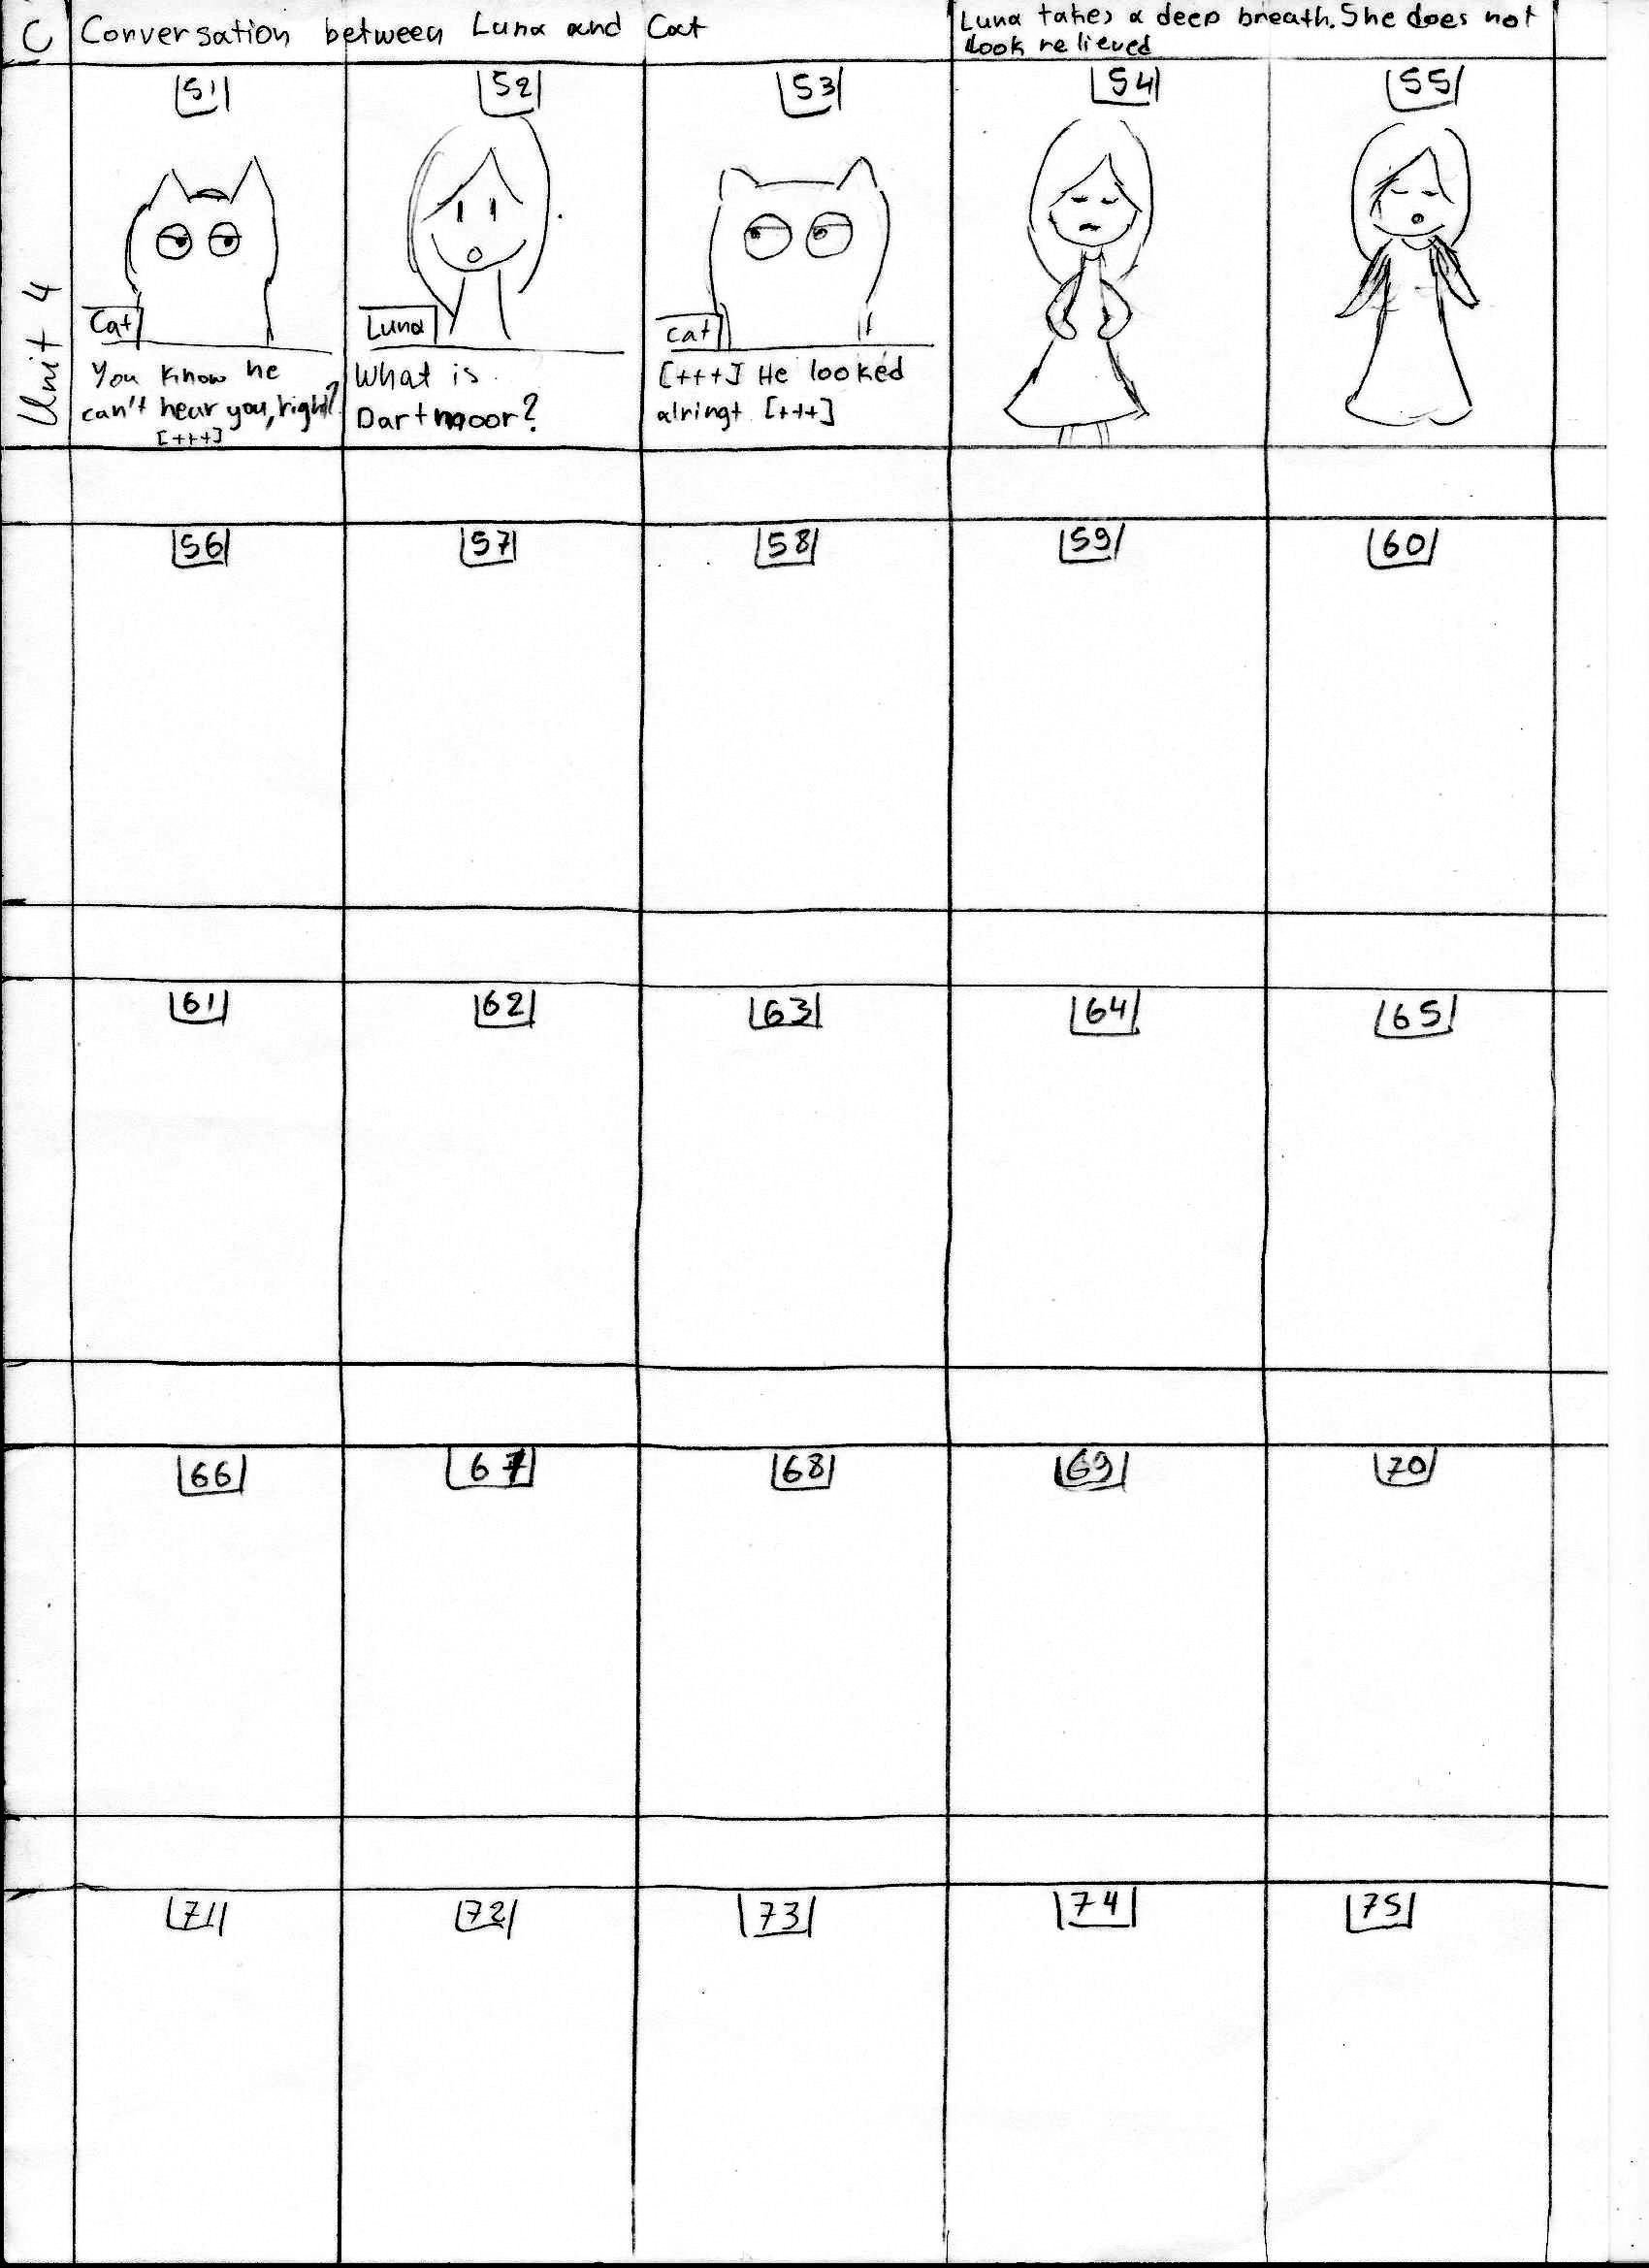 C
Conversation between Luna and Cat
Luna takes a deep breath. She does not
look relieved
Unit 4
51
52
53
54
55
Cat
You know he
can't hear you, right?
[+++]
Luna
What is
Dartmoor?
Cat
[+++] He looked
alringt [+++]
56
57
58
59
60
61
62
63
64
65
66
67
68
69
70
71
72
73
74
75